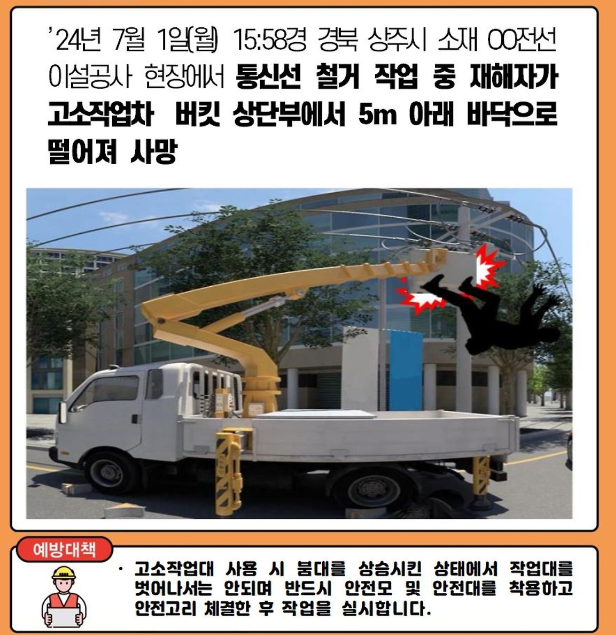 '24년 7월 1일(월) 15:58경 경북 상주시 소재 OO전선
이설공사 현장에서 통신선 철거 작업 중 재해자가
고소작업차 버킷 상단부에서 5m 아래 바닥으로
떨어져 사망
예방대책
· 고소작업대 사용 시 붐대를 상승시킨 상태에서 작업대를
벗어나서는 안되며 반드시 안전모 및 안전대를 착용하고
안전고리 체결한 후 작업을 실시합니다.